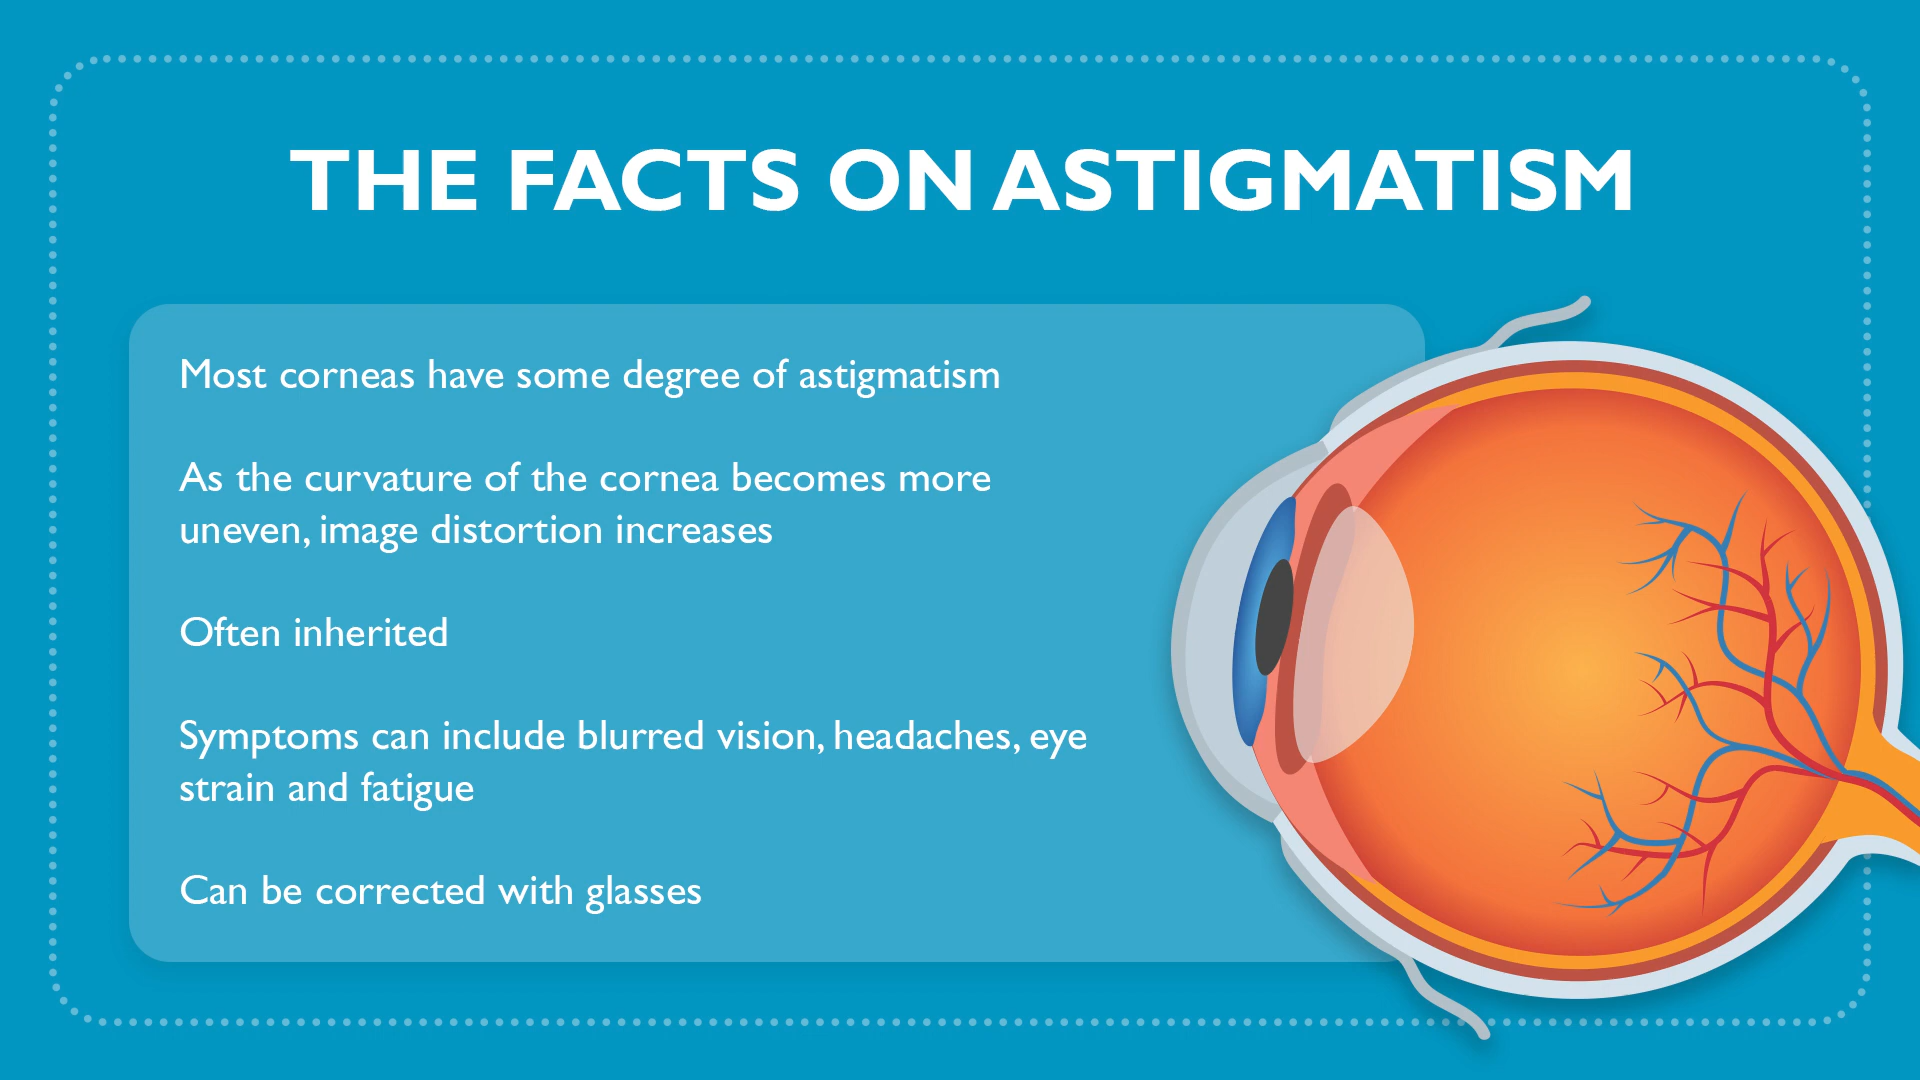 THE FACTS ON ASTIGMATISM
Most corneas have some degree of astigmatism
As the curvature of the cornea becomes more
uneven, image distortion increases
Often inherited
Symptoms can include blurred vision, headaches, eye
strain and fatigue
Can be corrected with glasses